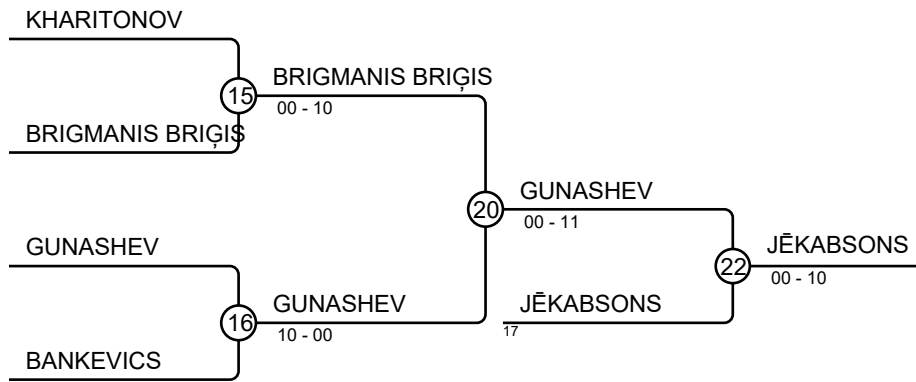 KHARITONOV
15
BRIGMANIS BRIĢIS
00 - 10
BRIGMANIS BRIĢIS
20
GUNASHEV
00 - 11
GUNASHEV
22
JĒKABSONS
00 - 10
16
GUNASHEV
10 - 00
JĒKABSONS
17
BANKEVICS